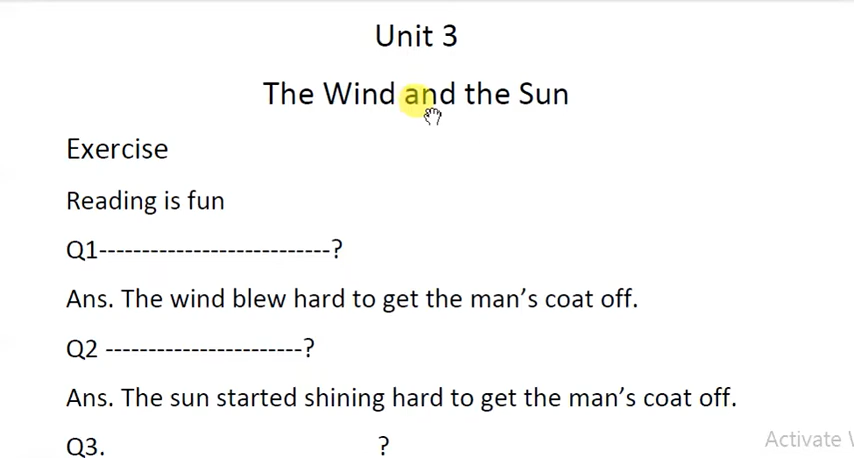 Unit 3
The Wind and the Sun
Exercise
Reading is fun
Q1---------------------------?
Ans. The wind blew hard to get the man’s coat off.
Q2 -----------------------?
Ans. The sun started shining hard to get the man’s coat off.
Q3. ?
Activate